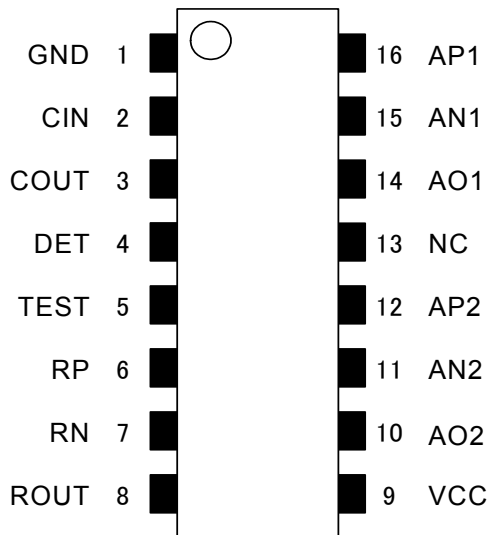 GND 1 16 AP1
CIN 2 15 AN1
COUT 3 14 AO1
DET 4 13 NC
TEST 5 12 AP2
RP 6 11 AN2
RN 7 10 AO2
ROUT 8 9 VCC